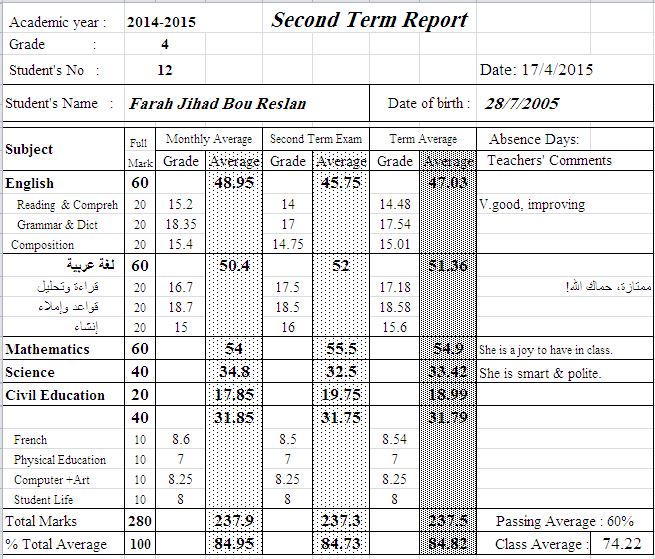 Academic year : 2014-2015 Second Term Report
Grade : 4
Student's No : 12 Date: 17/4/2015
Student's Name : Farah Jihad Bou Reslan Date of birth : 28/7/2005
Subject Full Mark Monthly Average Second Term Exam Term Average Absence Days:
Grade Average Grade Average Grade Average Teachers' Comments
English 60 48.95 45.75 47.03
Reading & Compreh 20 15.2 14 14.48 V.good, improving
Grammar & Dict 20 18.35 17 17.54
Composition 20 15.4 14.75 15.01
لغة عربية 60 50.4 52 51.36
قراءة وتحليل 20 16.7 17.5 17.18 ممتازة، حماك الله!
قواعد وإملاء 20 18.7 18.5 18.58
إنشاء 20 15 16 15.6
Mathematics 60 54 55.5 54.9 She is a joy to have in class.
Science 40 34.8 32.5 33.42 She is smart & polite.
Civil Education 20 17.85 19.75 18.99
40 31.85 31.75 31.79
French 10 8.6 8.5 8.54
Physical Education 10 7 7 7
Computer +Art 10 8.25 8.25 8.25
Student Life 10 8 8 8
Total Marks 280 237.9 237.3 237.5 Passing Average : 60%
% Total Average 100 84.95 84.73 84.82 Class Average : 74.22